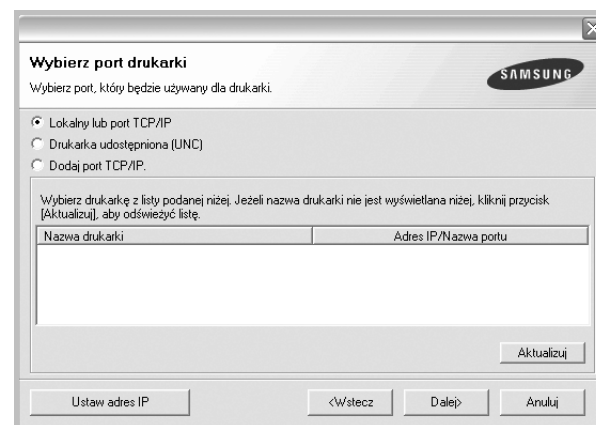 Wybierz port drukarki
Wybierz port, który będzie używany dla drukarki.
SAMSUNG
Lokalny lub port TCP/IP
Drukarka udostępniona (UNC)
Dodaj port TCP/IP.
Wybierz drukarkę z listy podanej niżej. Jeżeli nazwa drukarki nie jest wyświetlana niżej, kliknij przycisk
[Aktualizuj], aby odświeżyć listę.
Nazwa drukarki Adres IP/Nazwa portu
Aktualizuj
Ustaw adres IP <Wstecz Dalej> Anuluj